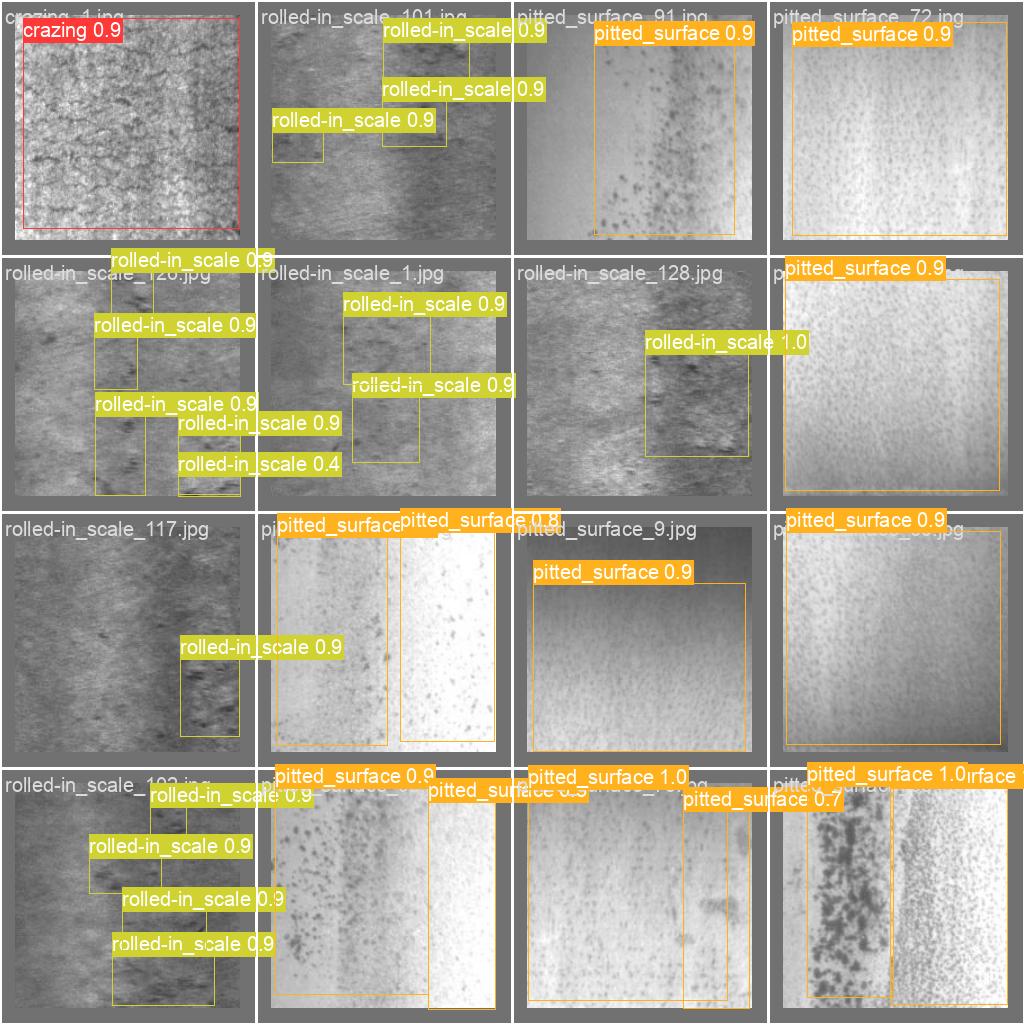 crazing_1.jpg
crazing 0.9
rolled-in_scale_101.jpg
rolled-in_scale 0.9
rolled-in_scale 0.9
rolled-in_scale 0.9
pitted_surface_91.jpg
pitted_surface 0.9
pitted_surface_72.jpg
pitted_surface 0.9
rolled-in_scale 0.9
rolled-in_scale 0.9
rolled-in_scale 0.9
rolled-in_scale 0.9
rolled-in_scale 0.4
rolled-in_scale_1.jpg
rolled-in_scale 0.9
rolled-in_scale 0.9
rolled-in_scale_128.jpg
rolled-in_scale 1.0
pitted_surface 0.9
rolled-in_scale_117.jpg
rolled-in_scale 0.9
pitted_surface
pitted_surface 0.8
pitted_surface_9.jpg
pitted_surface 0.9
pitted_surface 0.9
rolled-in_scale 0.9
rolled-in_scale 0.9
rolled-in_scale 0.9
rolled-in_scale 0.9
pitted_surface 0.9
pitted_surface 1.0
pitted_surface 0.7
pitted_surface 1.0